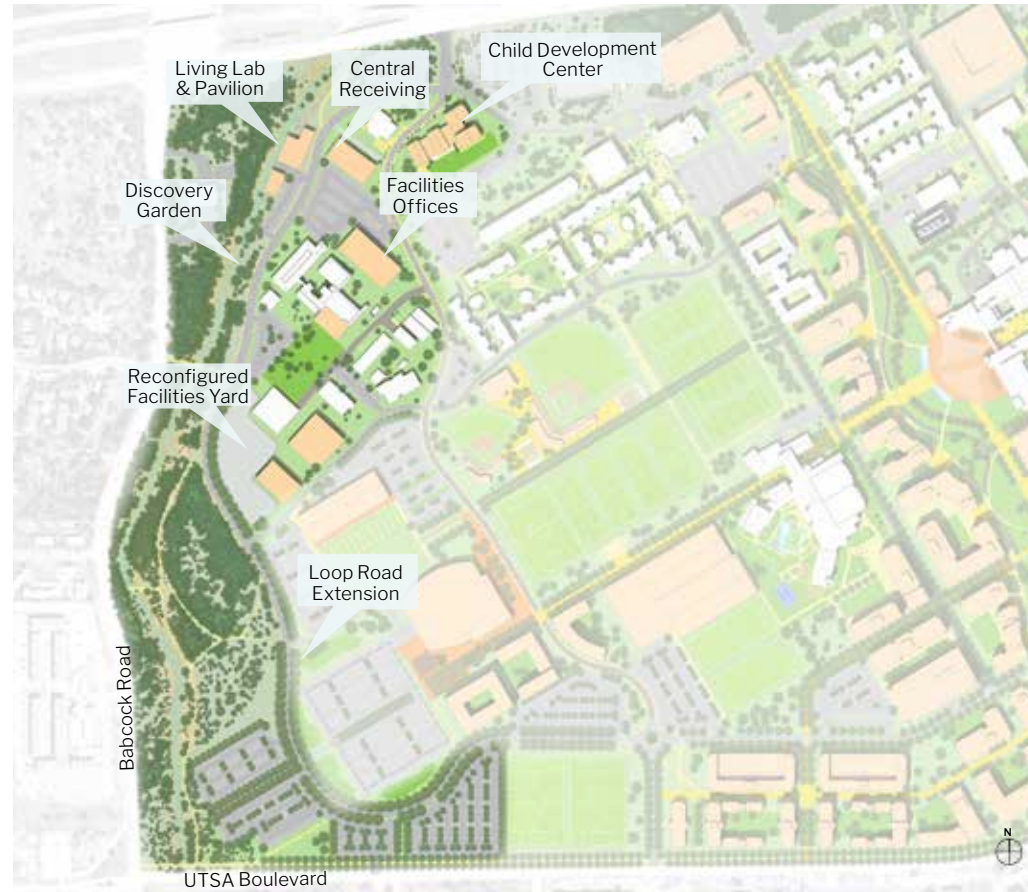 Child Development
Center
Living Lab
& Pavilion
Central
Receiving
Discovery
Garden
Facilities
Offices
Reconfigured
Facilities Yard
Loop Road
Extension
Babcock Road
UTSA Boulevard
N